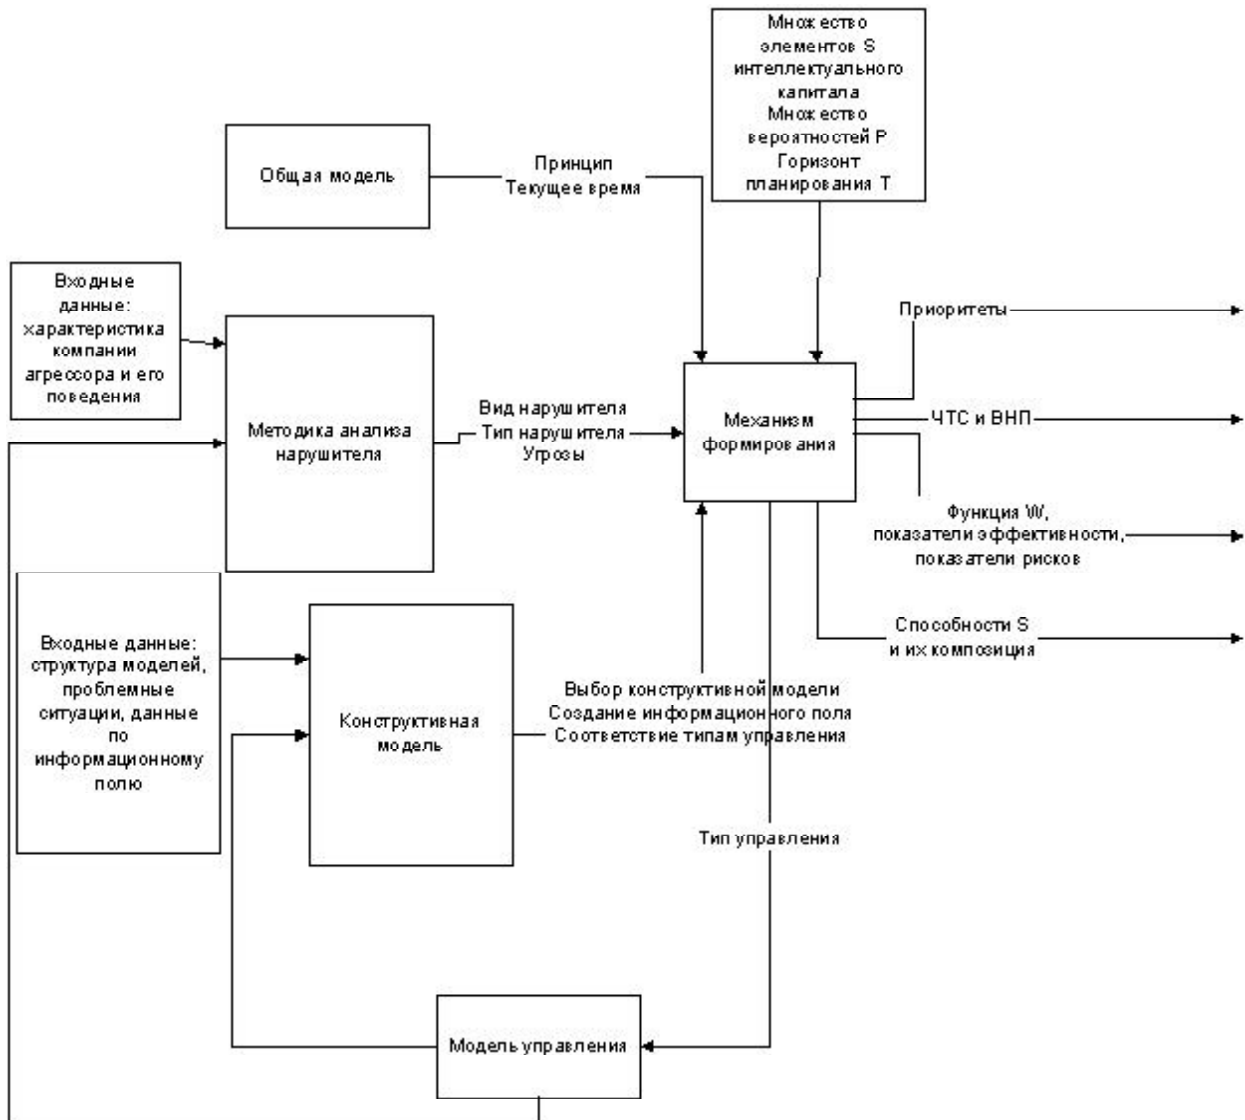 Множество
элементов S
интеллектуального
капитала
Множество
вероятностей P
Горизонт
планирования T
Общая модель
Принцип
Текущее время
Входные
данные:
характеристика
компании
агрессора и его
поведения
Методика анализа
нарушителя
Вид нарушителя
Тип нарушителя
Угрозы
Механизм
формирования
Приоритеты
ЧТС и ВНП
Функция W,
показатели эффективности,
показатели рисков
Способности S
и их композиция
Входные данные:
структура моделей,
проблемные
ситуации, данные
по
информационному
полю
Конструктивная
модель
Выбор конструктивной модели
Создание информационного поля
Соответствие типам управления
Тип управления
Модель управления